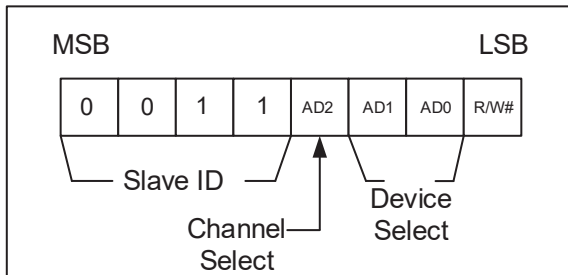 MSB LSB
0 0 1 1 AD2 AD1 AD0 R/W#
Slave ID
Device
Select
Channel
Select